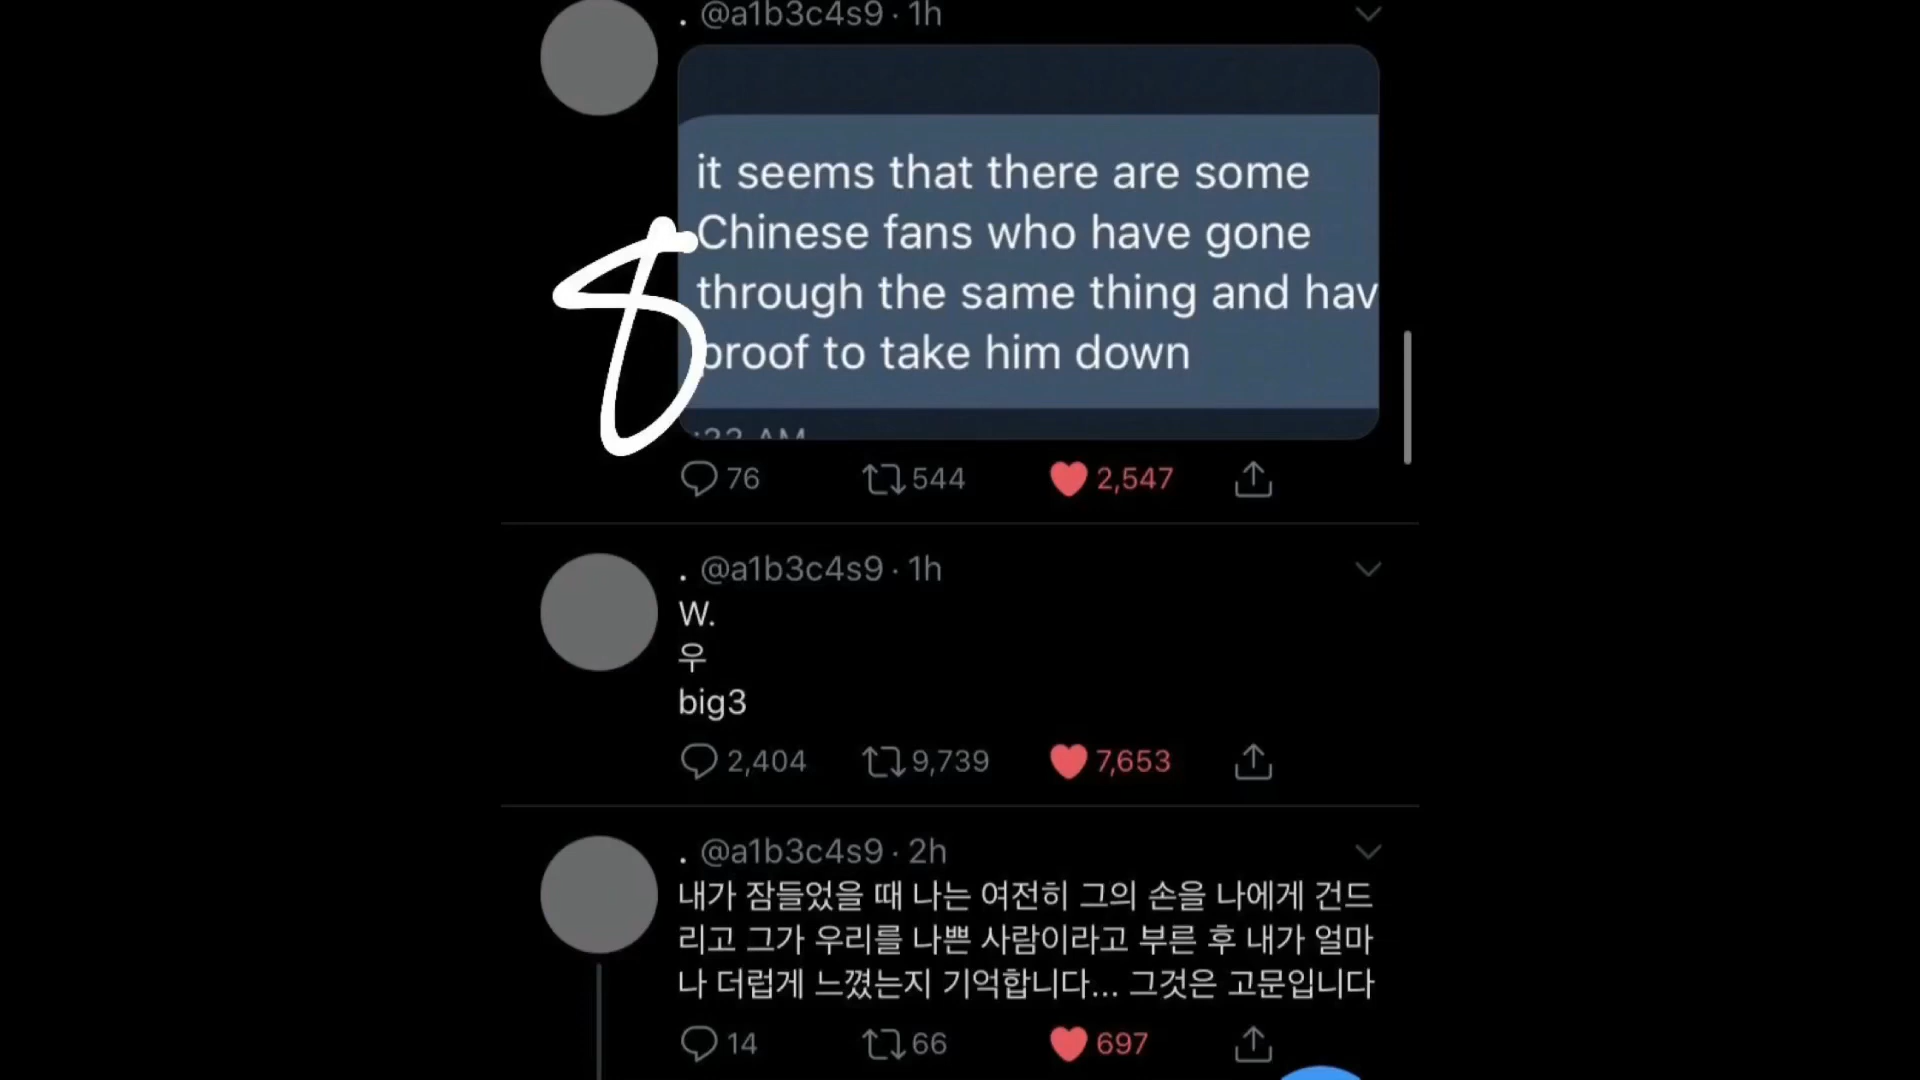 . @a1b3c4s9 · 1h
it seems that there are some
Chinese fans who have gone
through the same thing and hav
proof to take him down
:33 AM
76 544 2,547
8
. @a1b3c4s9 · 1h
W.
우
big3
2,404 9,739 7,653
. @a1b3c4s9 · 2h
내가 잠들었을 때 나는 여전히 그의 손을 나에게 건드
리고 그가 우리를 나쁜 사람이라고 부른 후 내가 얼마
나 더럽게 느꼈는지 기억합니다... 그것은 고문입니다
14 66 697